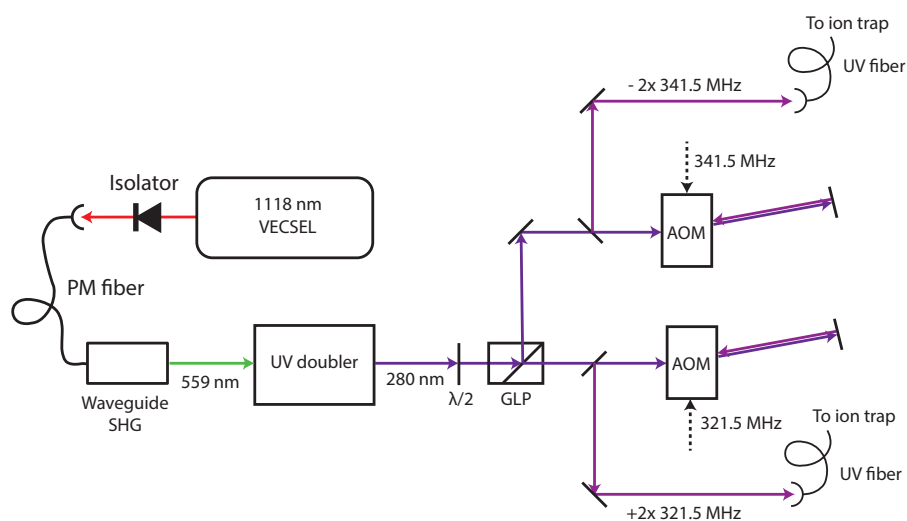 To ion trap
UV fiber
- 2x 341.5 MHz
341.5 MHz
Isolator
1118 nm
VECSEL
AOM
PM fiber
UV doubler
AOM
559 nm
280 nm
λ/2
GLP
Waveguide
SHG
321.5 MHz
To ion trap
UV fiber
+2x 321.5 MHz